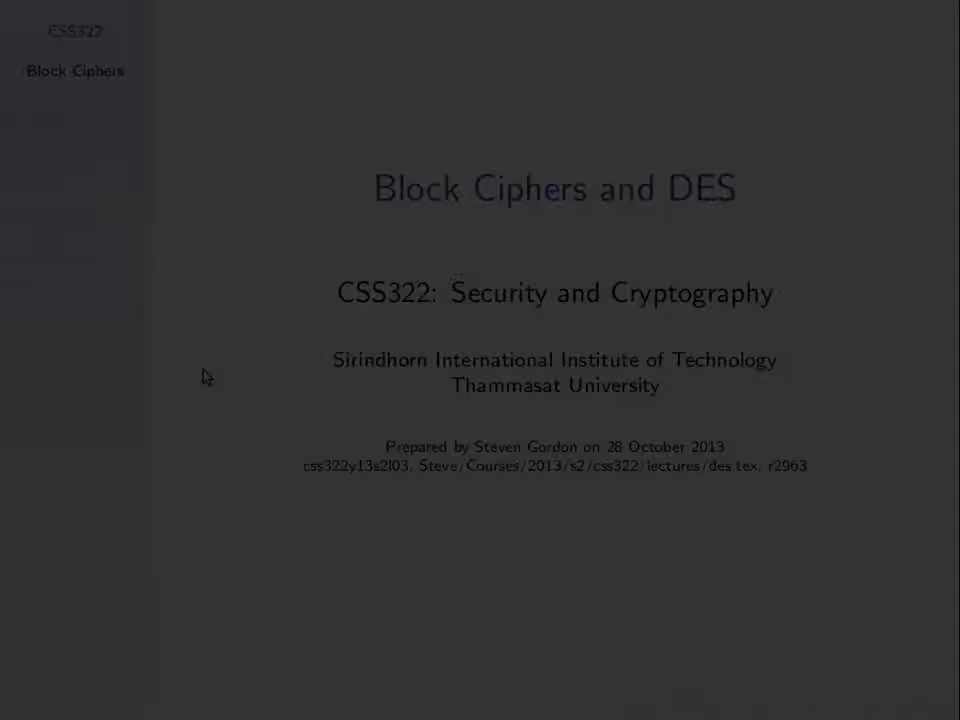 CSS322
Block Ciphers
Block Ciphers and DES
CSS322: Security and Cryptography
Sirindhorn International Institute of Technology
Thammasat University
Prepared by Steven Gordon on 28 October 2013
css322y13s2l03, Steve/Courses/2013/s2/css322/lectures/des.tex, r2963